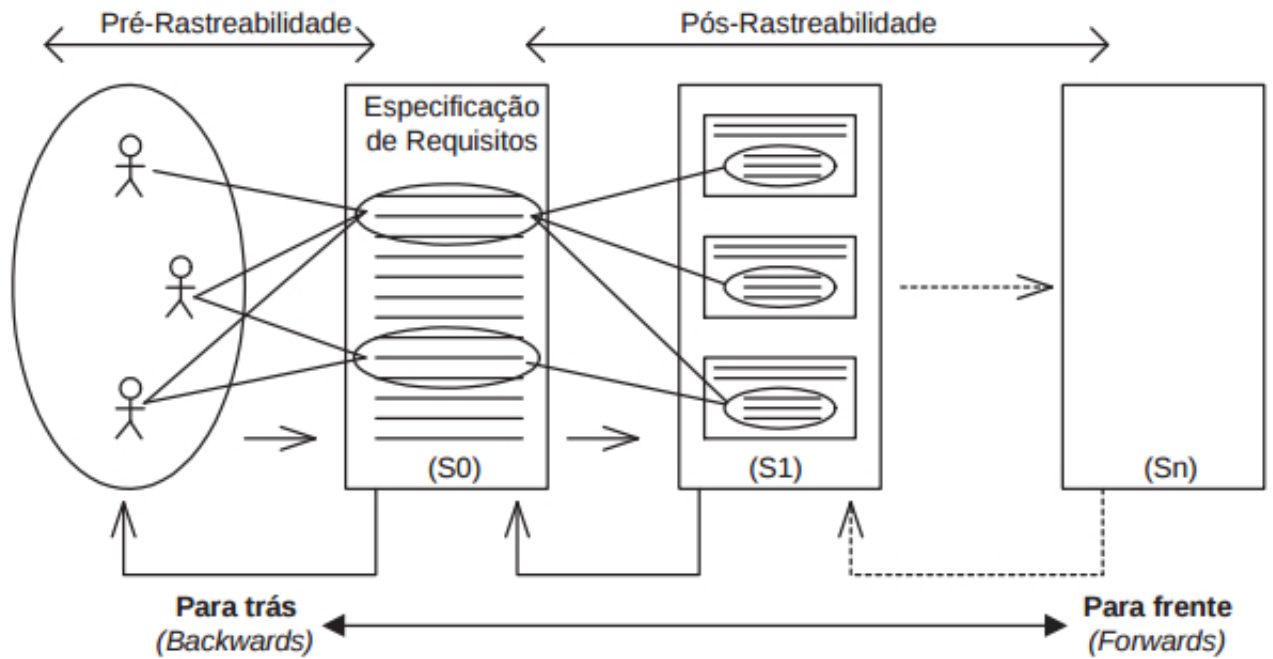 Pré-Rastreabilidade
Pós-Rastreabilidade
Especificação
de Requisitos
(S0)
(S1)
(Sn)
Para trás
(Backwards)
Para frente
(Forwards)